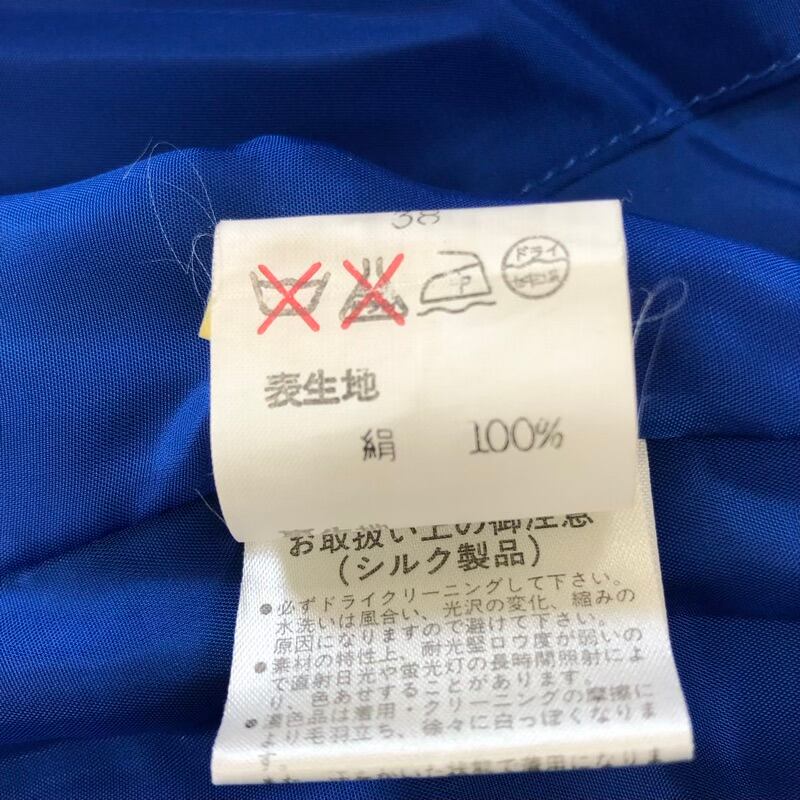 38
ドライ
表生地
絹 100%
お取扱い上の御注意
(シルク製品)
●必ずドライクリーニングして下さい。
水洗いは風合い、光沢の変化、縮みの
原因になりますので避けて下さい。
●素材の特性上、耐光堅ロウ度が弱いの
で直射日光や蛍光灯の長時間照射によ
り、色あせすることがあります。
●濃色品は着用・クリーニングの摩擦に
より毛羽立ち、徐々に白っぽくなりま
す。